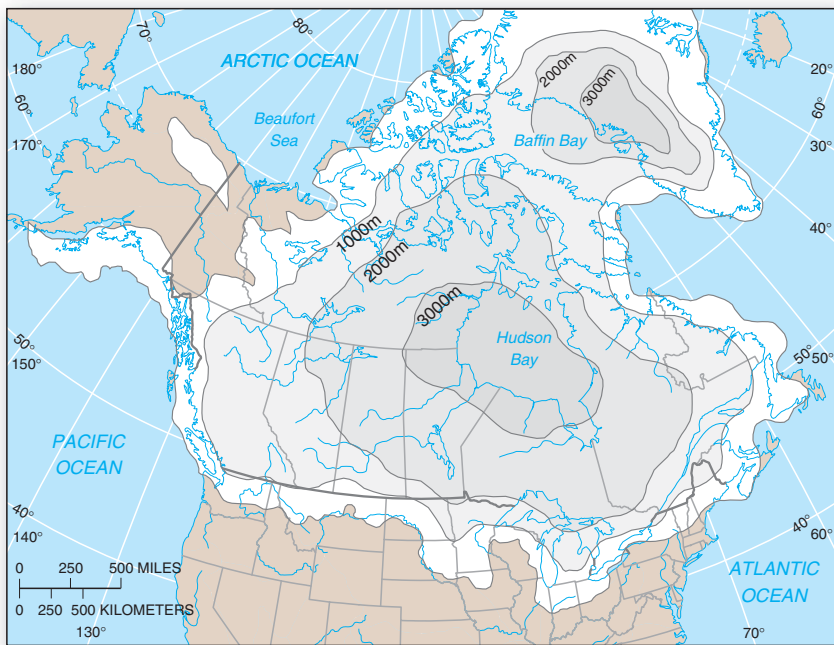 70°
80°
ARCTIC OCEAN
180°
60°
170°
Beaufort
Sea
2000m
3000m
Baffin Bay
20°
60°
30°
40°
1000m
2000m
3000m
Hudson
Bay
50°
150°
50°
50°
PACIFIC
OCEAN
40°
140°
40°
60°
0 250 500 MILES
0 250 500 KILOMETERS
ATLANTIC
OCEAN
130°
70°